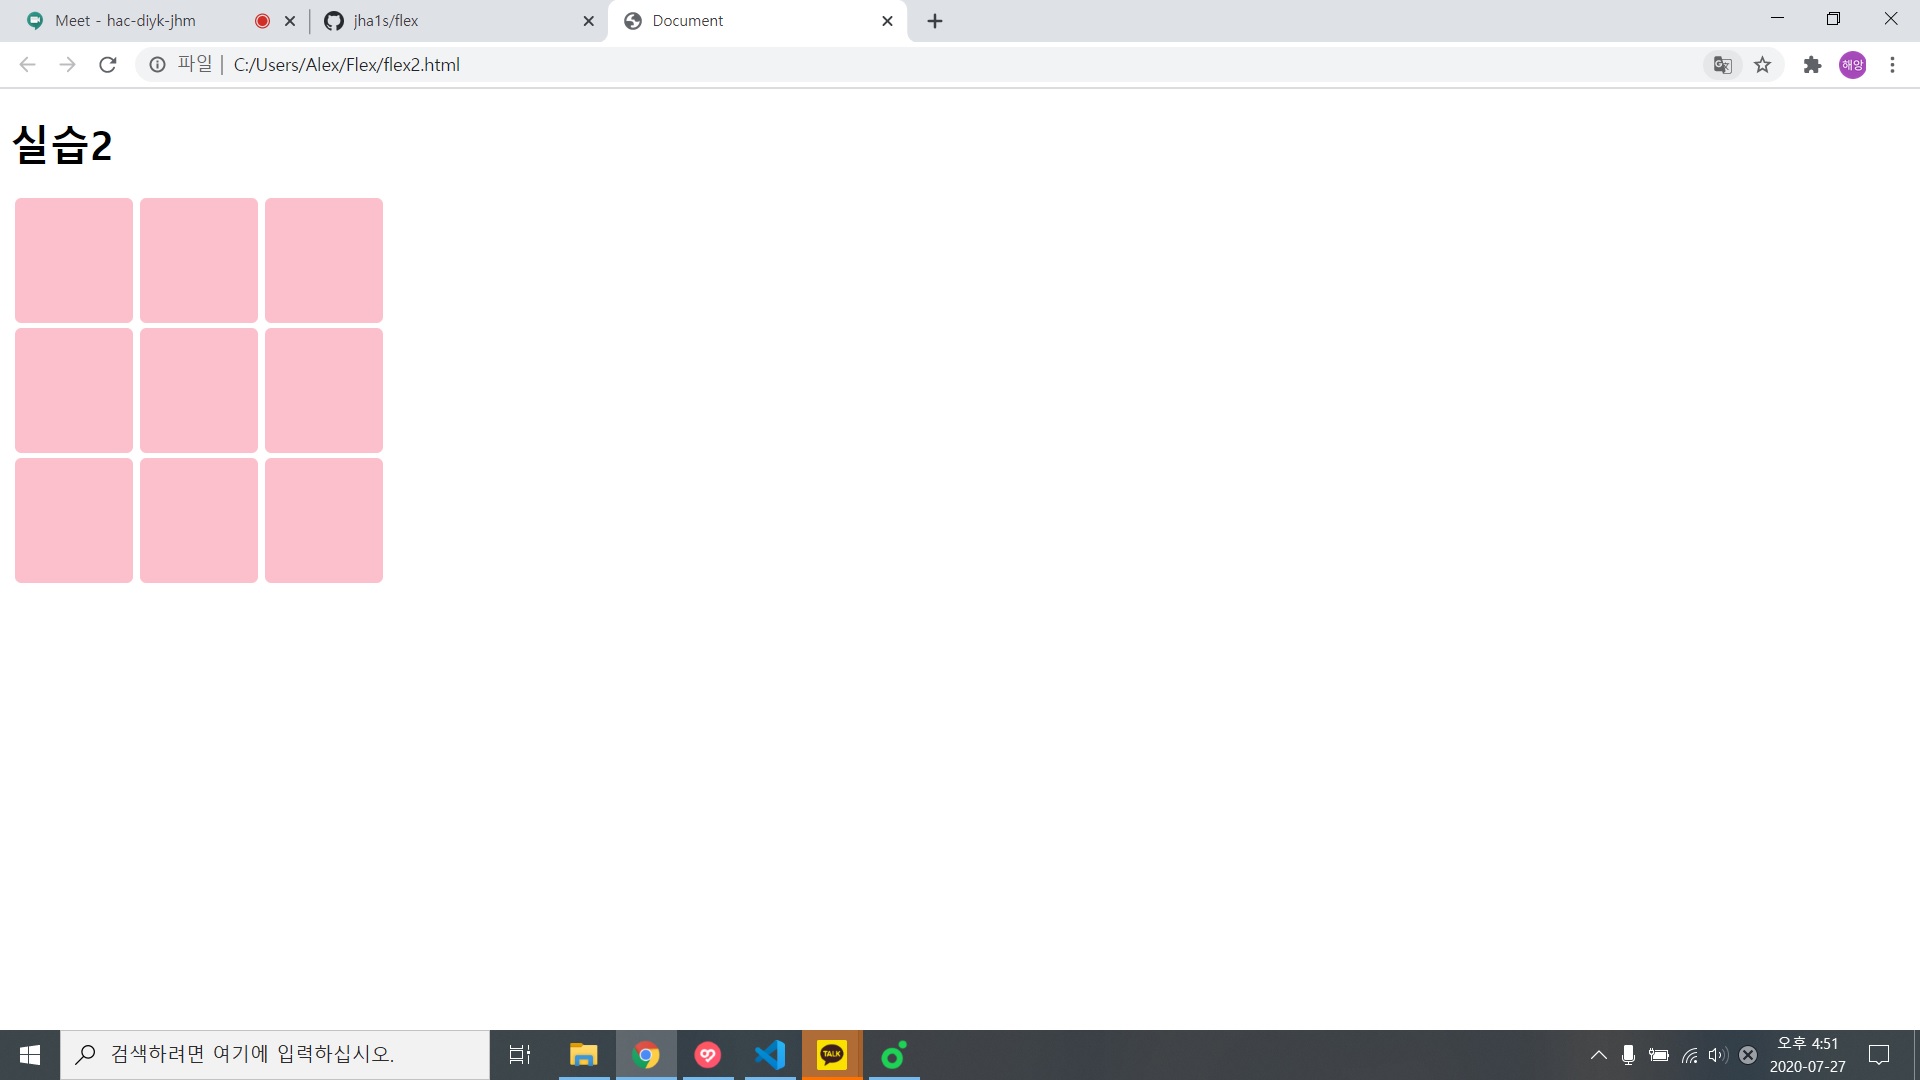 Meet - hac-diyk-jhm
jha1s/flex
Document
파일 | C:/Users/Alex/Flex/flex2.html
해앙
실습2
검색하려면 여기에 입력하십시오.
TALK
오후 4:51
2020-07-27